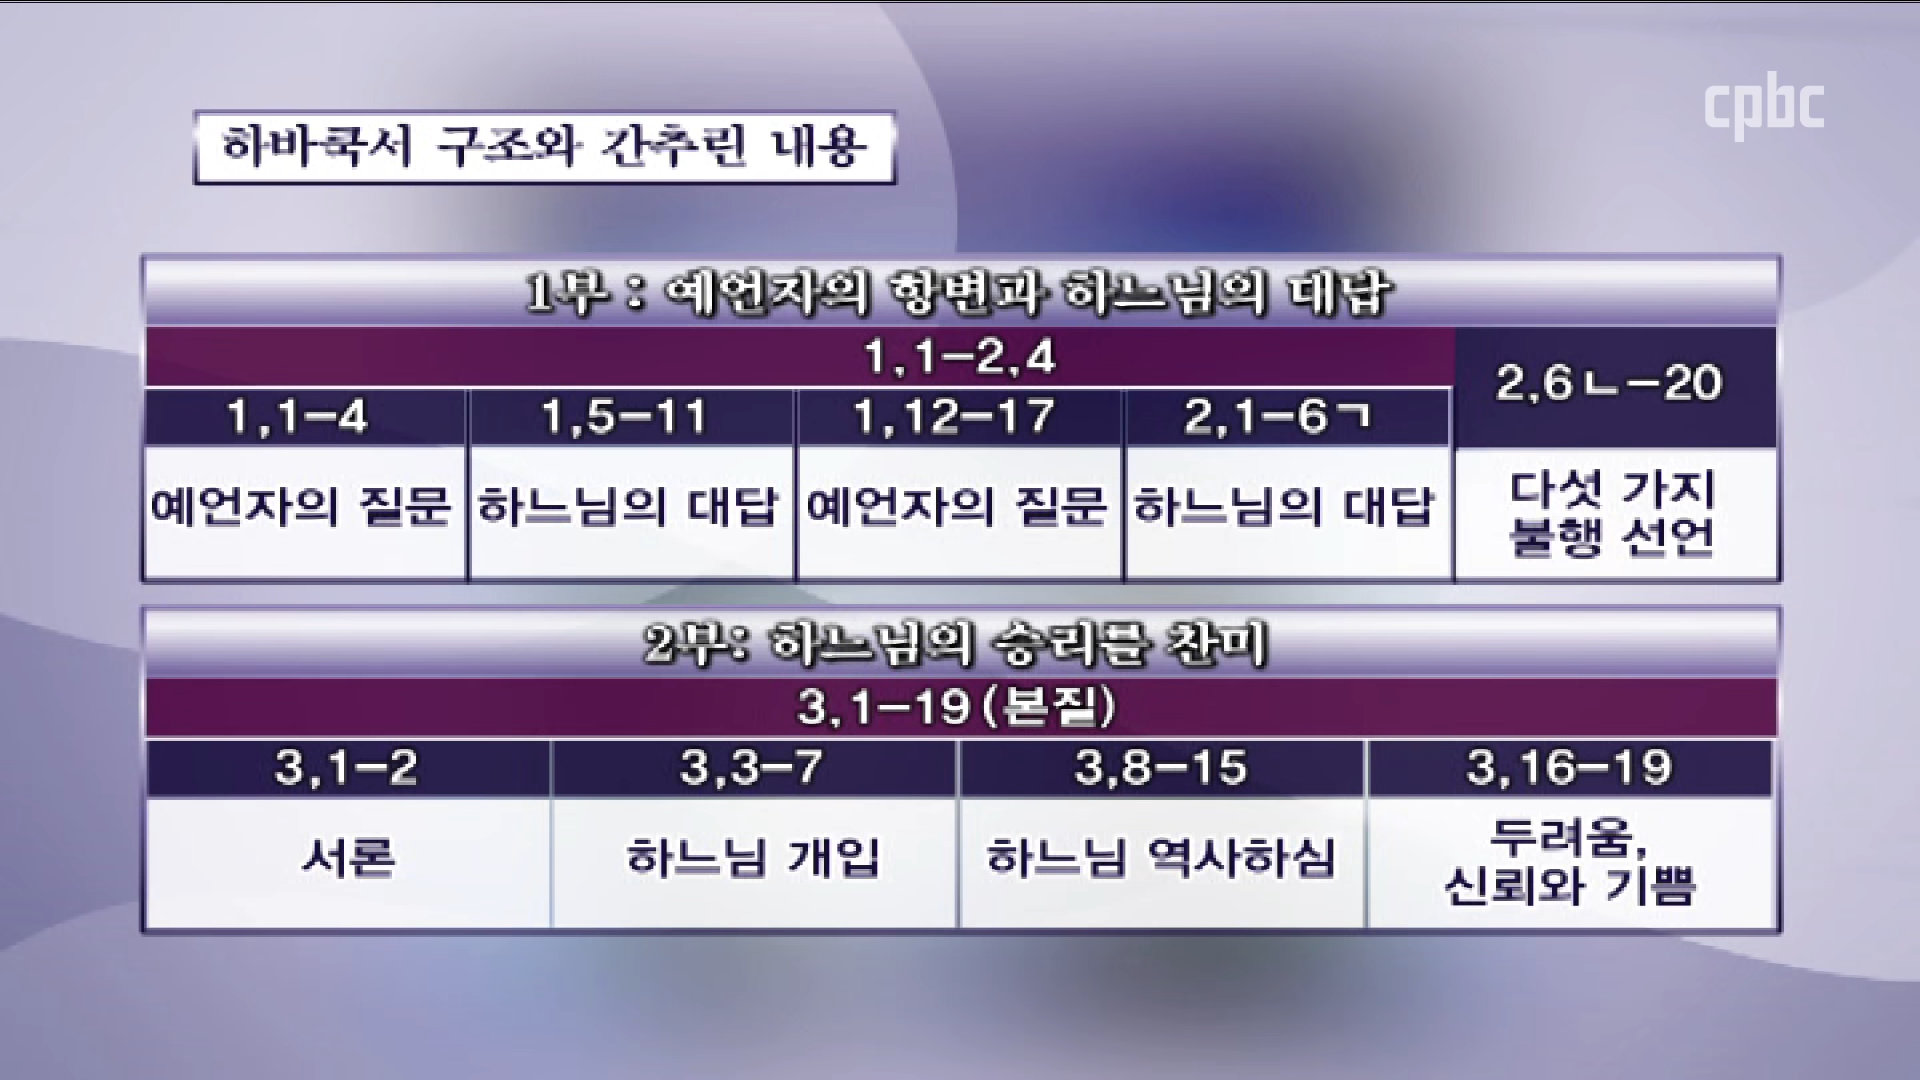 cpbc
하바쿡서 구조와 간추린 내용
1부 : 예언자의 항변과 하느님의 대답
1,1-2,4
2,6ㄴ-20
1,1-4
1,5-11
1,12-17
2,1-6ㄱ
예언자의 질문
하느님의 대답
예언자의 질문
하느님의 대답
다섯 가지
불행 선언
2부: 하느님의 승리를 찬미
3,1-19(본질)
3,1-2
3,3-7
3,8-15
3,16-19
서론
하느님 개입
하느님 역사하심
두려움,
신뢰와 기쁨